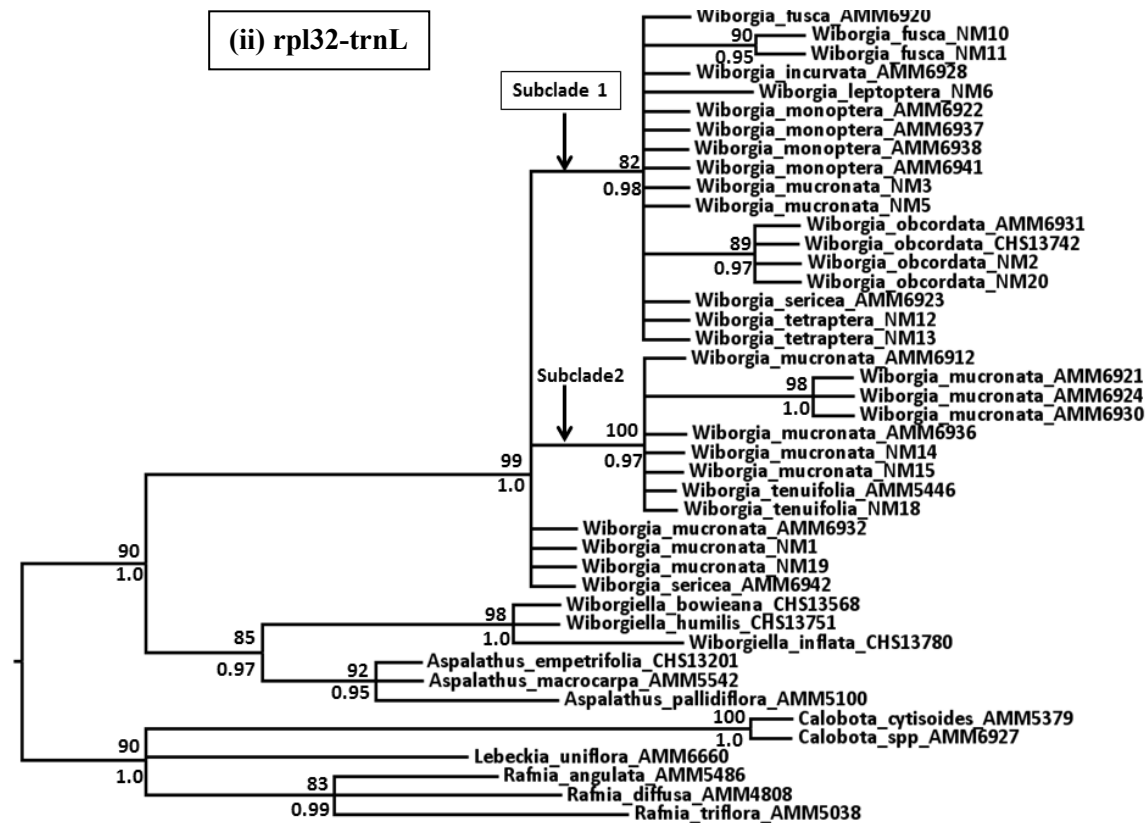 (ii) rpl32-trnL
Wiborgia_fusca_AMM6920
90
0.95
Wiborgia_fusca_NM10
Wiborgia_fusca_NM11
Wiborgia_incurvata_AMM6928
Subclade 1
Wiborgia_leptoptera_NM6
Wiborgia_monoptera_AMM6922
Wiborgia_monoptera_AMM6937
Wiborgia_monoptera_AMM6938
82
0.98
Wiborgia_monoptera_AMM6941
Wiborgia_mucronata_NM3
Wiborgia_mucronata_NM5
Wiborgia_obcordata_AMM6931
89
0.97
Wiborgia_obcordata_CHS13742
Wiborgia_obcordata_NM2
Wiborgia_obcordata_NM20
Wiborgia_sericea_AMM6923
Wiborgia_tetraptera_NM12
Wiborgia_tetraptera_NM13
Wiborgia_mucronata_AMM6912
Subclade2
98
1.0
Wiborgia_mucronata_AMM6921
Wiborgia_mucronata_AMM6924
Wiborgia_mucronata_AMM6930
100
0.97
Wiborgia_mucronata_AMM6936
Wiborgia_mucronata_NM14
Wiborgia_mucronata_NM15
99
1.0
Wiborgia_tenuifolia_AMM5446
Wiborgia_tenuifolia_NM18
Wiborgia_mucronata_AMM6932
Wiborgia_mucronata_NM1
90
1.0
Wiborgia_mucronata_NM19
Wiborgia_sericea_AMM6942
Wiborgiella_bowieana_CHS13568
98
1.0
Wiborgiella_humilis_CHS13751
Wiborgiella_inflata_CHS13780
85
0.97
Aspalathus_empetrifolia_CHS13201
92
0.95
Aspalathus_macrocarpa_AMM5542
Aspalathus_pallidiflora_AMM5100
100
1.0
Calobota_cytisoides_AMM5379
Calobota_spp_AMM6927
90
1.0
Lebeckia_uniflora_AMM6660
Rafnia_angulata_AMM5486
83
0.99
Rafnia_diffusa_AMM4808
Rafnia_triflora_AMM5038